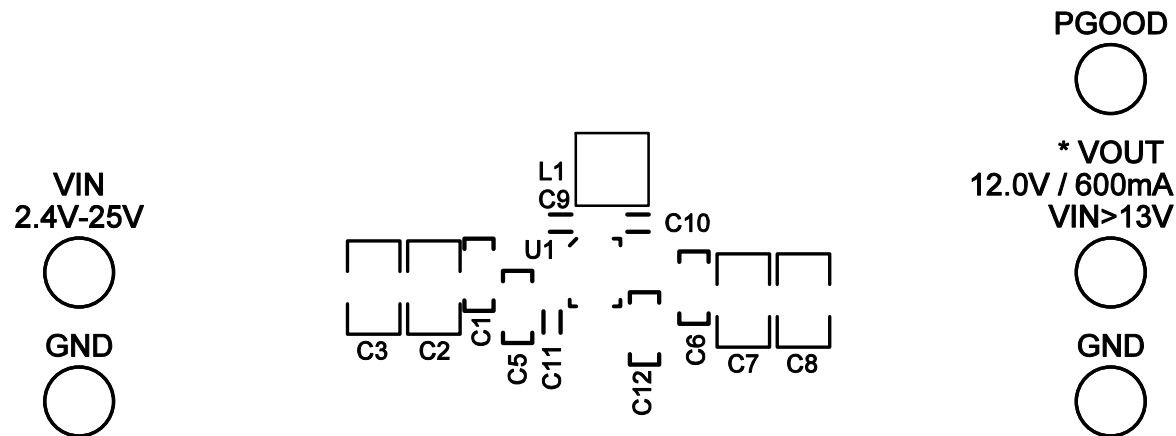 PGOOD
* VOUT
12.0V / 600mA
VIN>13V
VIN
2.4V-25V
L1
C9
C10
U1
GND
C3
C2
C1
C5
C11
C12
C6
C7
C8
GND